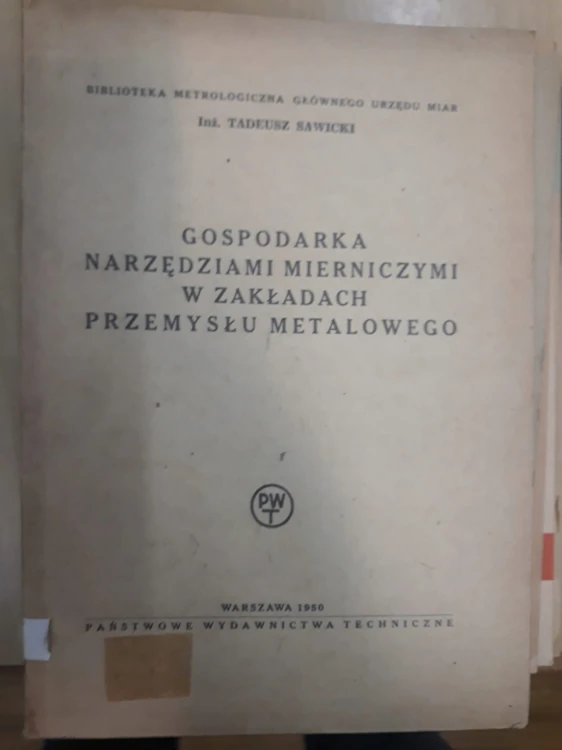 BIBLIOTEKA METROLOGICZNA GŁÓWNEGO URZĘDU MIAR
Inż. TADEUSZ SAWICKI
GOSPODARKA
NARZĘDZIAMI MIERNICZYMI
W ZAKŁADACH
PRZEMYSŁU METALOWEGO
PW
T
WARSZAWA 1950
PAŃSTWOWE WYDAWNICTWA TECHNICZNE